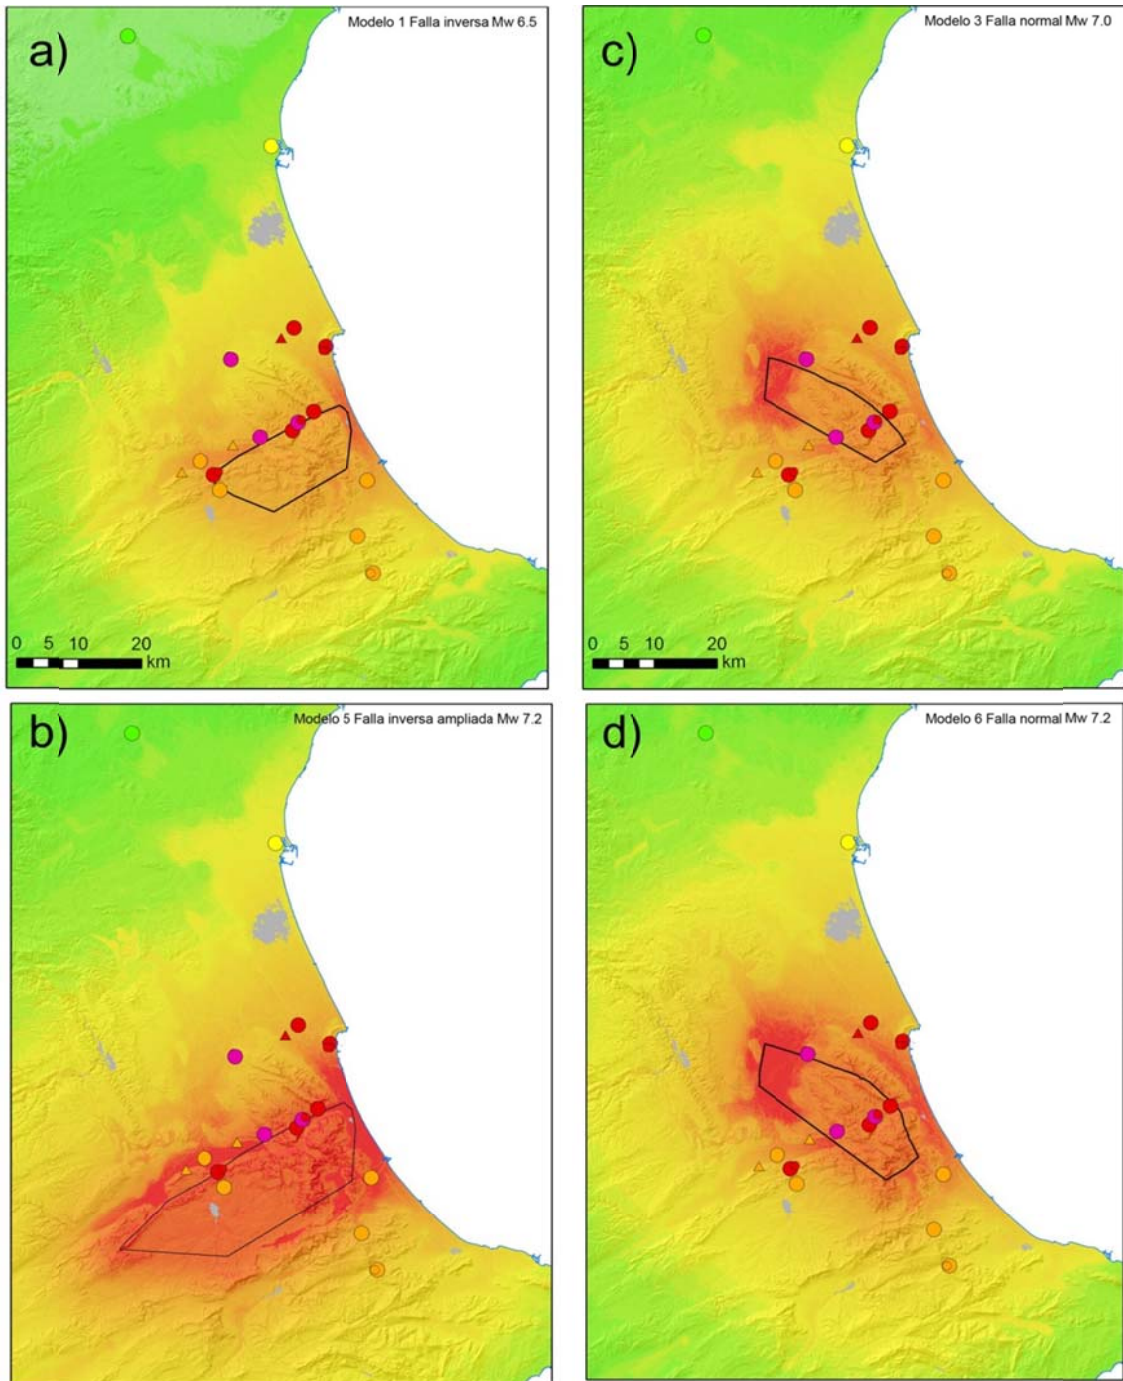 a)
Modelo 1 Falla inversa Mw 6.5
0 5 10 20
km
c)
Modelo 3 Falla normal Mw 7.0
0 5 10 20
km
b)
Modelo 5 Falla inversa ampliada Mw 7.2
d)
Modelo 6 Falla normal Mw 7.2